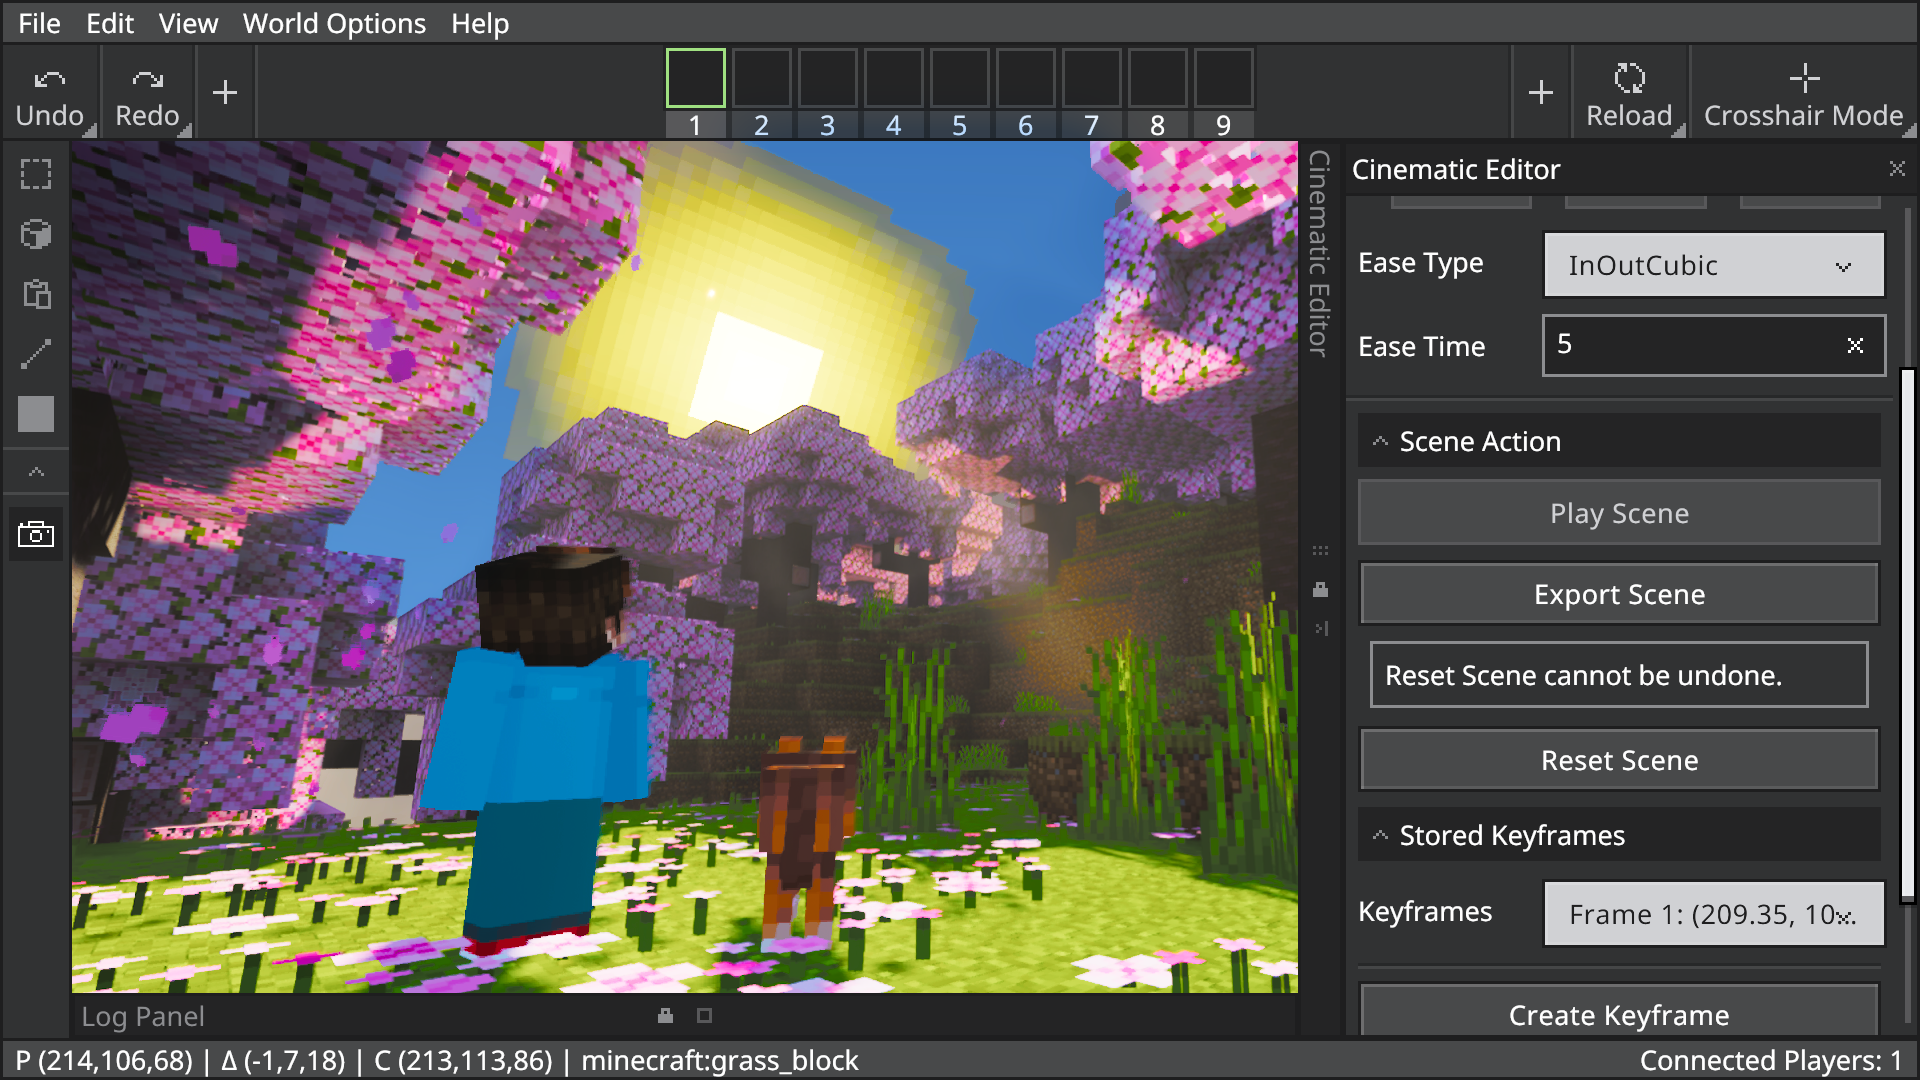 File Edit View World Options Help
Undo Redo Reload Crosshair Mode
1 2 3 4 5 6 7 8 9
Cinematic Editor
Cinematic Editor
Ease Type InOutCubic
Ease Time 5
Scene Action
Play Scene
Export Scene
Reset Scene cannot be undone.
Reset Scene
Stored Keyframes
Keyframes Frame 1: (209.35, 10...
Create Keyframe
Log Panel
P (214,106,68) | Δ (-1,7,18) | C (213,113,86) | minecraft:grass_block Connected Players: 1